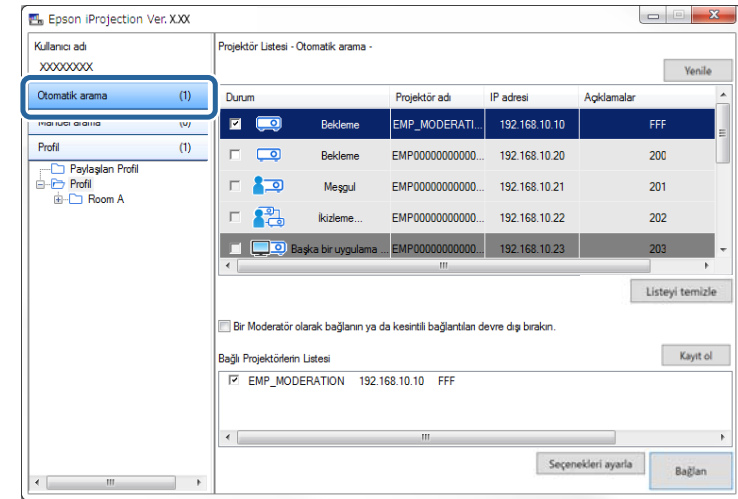 Epson iProjection Ver. X.XX
Kullanıcı adı
XXXXXXXX
Otomatik arama (1)
Manuel arama (0)
Profil (1)
Paylaşılan Profil
Profil
Room A
Projektör Listesi - Otomatik arama -
Yenile
Durum Projektör adı IP adresi Açıklamalar
Bekleme EMP_MODERATI... 192.168.10.10 FFF
Bekleme EMP00000000000... 192.168.10.20 200
Meşgul EMP00000000000... 192.168.10.21 201
İkizleme... EMP00000000000... 192.168.10.22 202
Başka bir uygulama ... EMP00000000000... 192.168.10.23 203
Listeyi temizle
Bir Moderatör olarak bağlanın ya da kesintili bağlantıları devre dışı bırakın.
Bağlı Projektörlerin Listesi
Kayıt ol
EMP_MODERATION 192.168.10.10 FFF
Seçenekleri ayarla
Bağlan